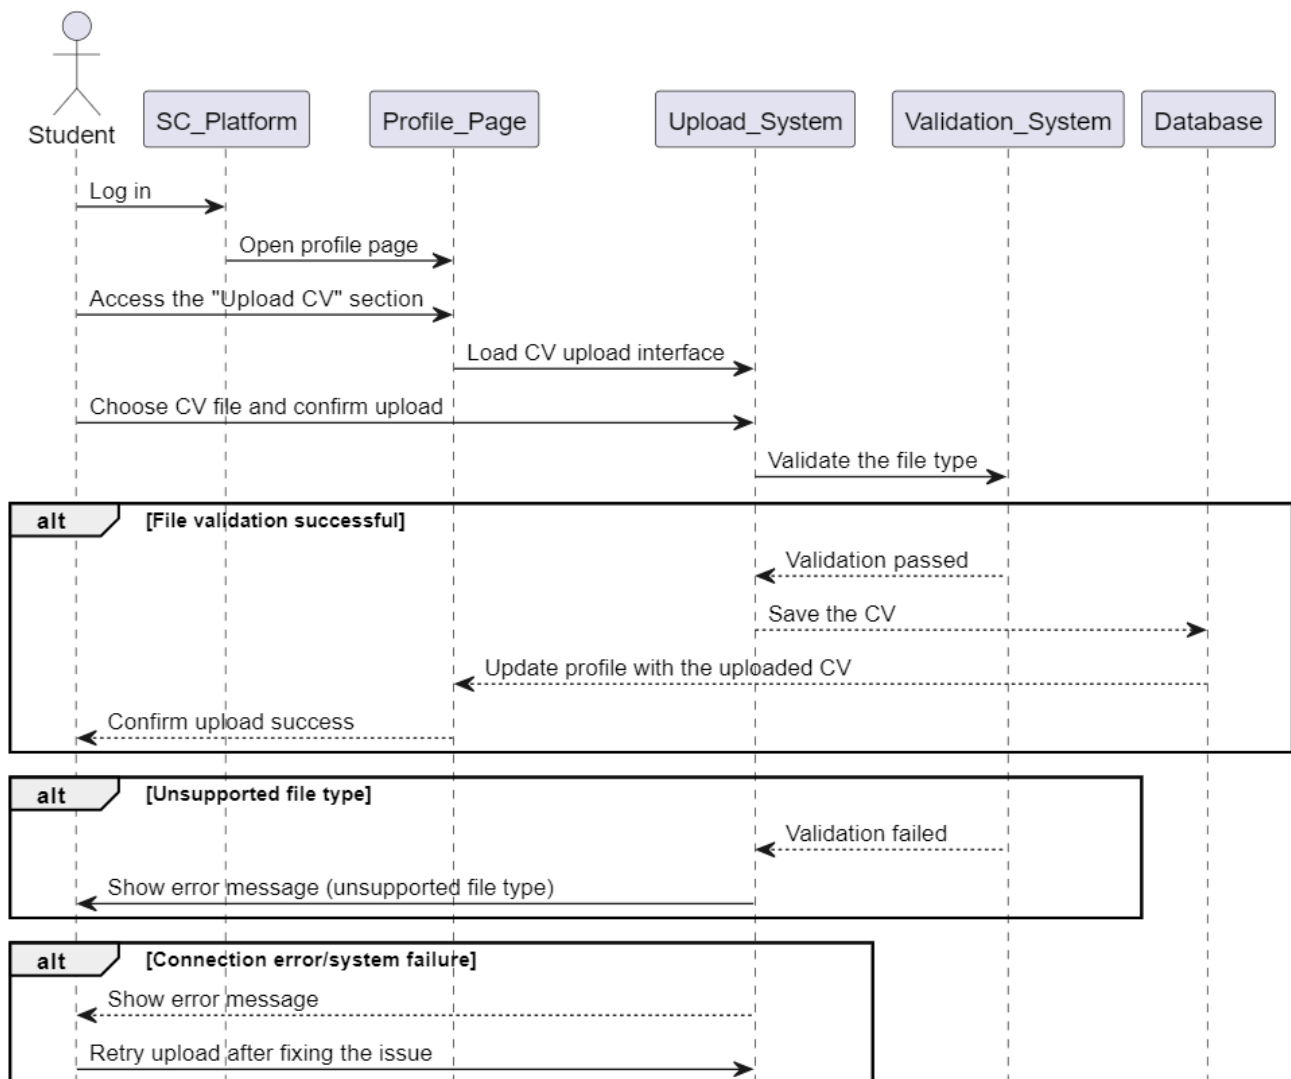 Student
SC_Platform
Profile_Page
Upload_System
Validation_System
Database
Log in
Open profile page
Access the "Upload CV" section
Load CV upload interface
Choose CV file and confirm upload
Validate the file type
alt [File validation successful]
Validation passed
Save the CV
Update profile with the uploaded CV
Confirm upload success
alt [Unsupported file type]
Validation failed
Show error message (unsupported file type)
alt [Connection error/system failure]
Show error message
Retry upload after fixing the issue